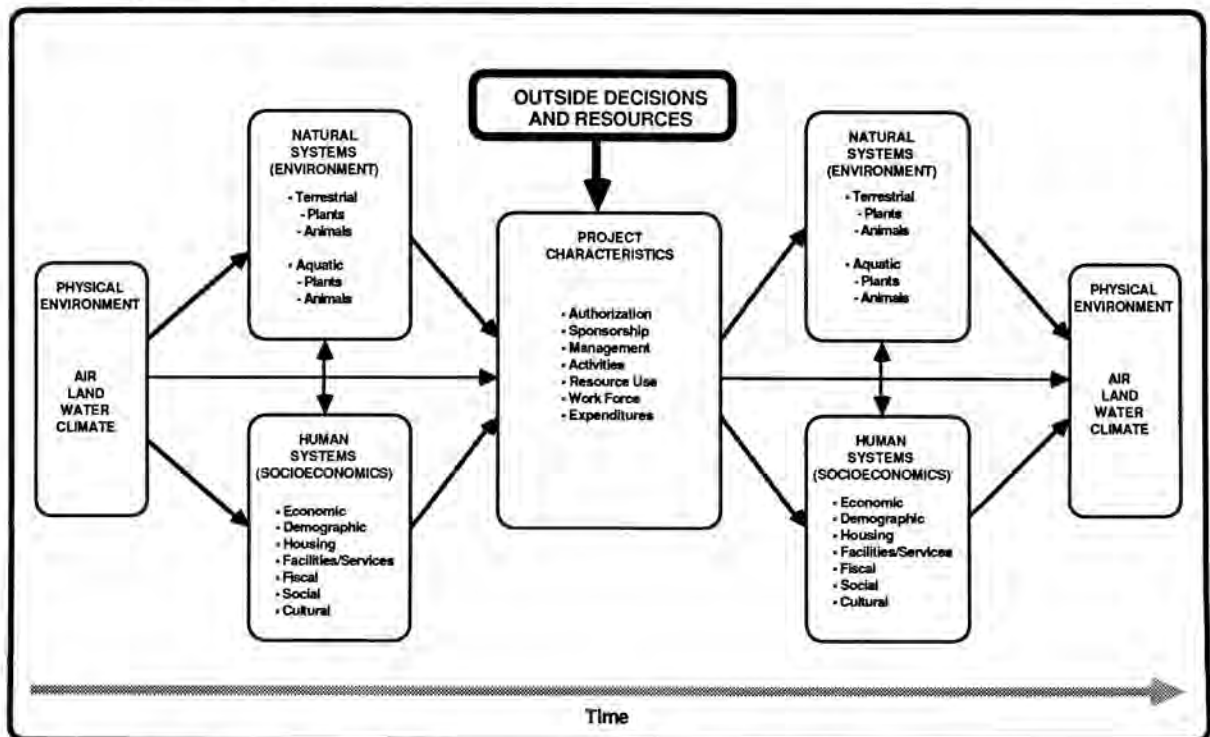 OUTSIDE DECISIONS
AND RESOURCES
PHYSICAL
ENVIRONMENT
AIR
LAND
WATER
CLIMATE
NATURAL
SYSTEMS
(ENVIRONMENT)
- Terrestrial
- Plants
- Animals
- Aquatic
- Plants
- Animals
HUMAN
SYSTEMS
(SOCIOECONOMICS)
- Economic
- Demographic
- Housing
- Facilities/Services
- Fiscal
- Social
- Cultural
PROJECT
CHARACTERISTICS
- Authorization
- Sponsorship
- Management
- Activities
- Resource Use
- Work Force
- Expenditures
NATURAL
SYSTEMS
(ENVIRONMENT)
- Terrestrial
- Plants
- Animals
- Aquatic
- Plants
- Animals
HUMAN
SYSTEMS
(SOCIOECONOMICS)
- Economic
- Demographic
- Housing
- Facilities/Services
- Fiscal
- Social
- Cultural
PHYSICAL
ENVIRONMENT
AIR
LAND
WATER
CLIMATE
Time